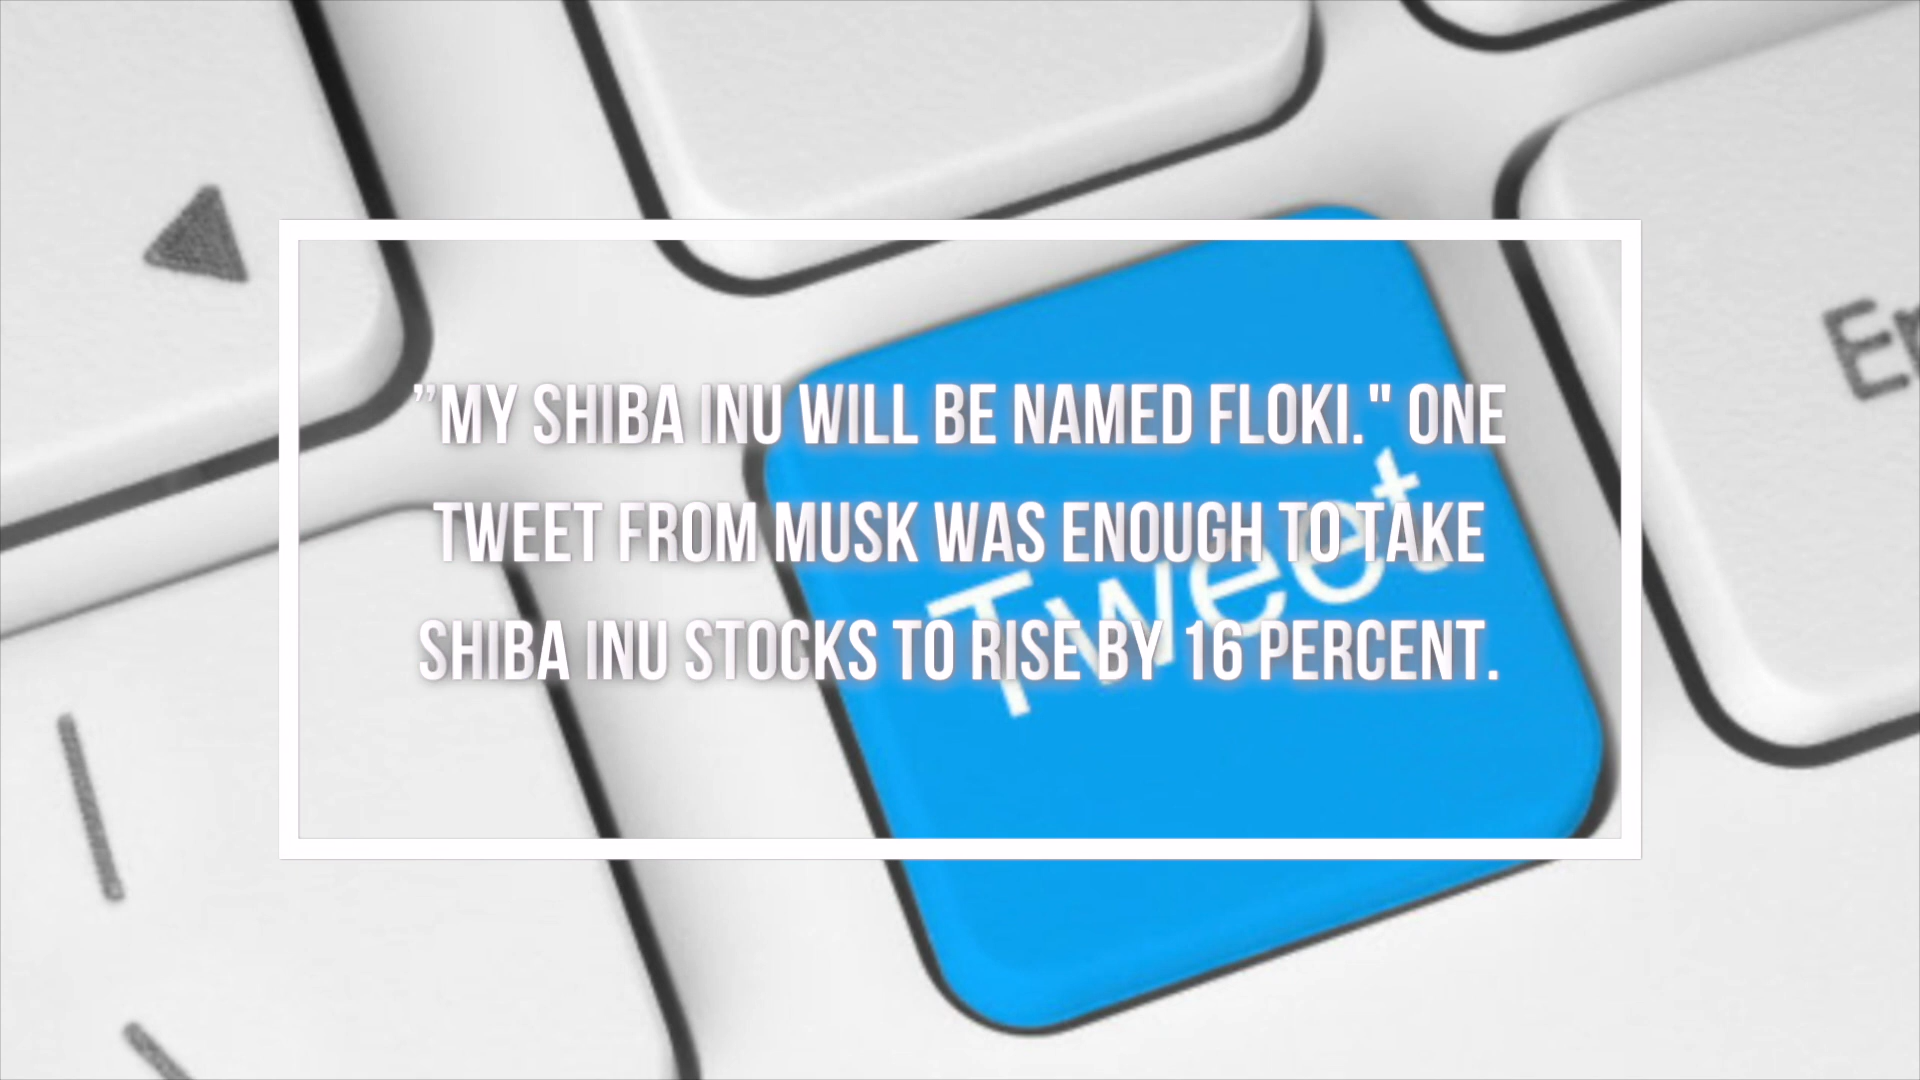 ”MY SHIBA INU WILL BE NAMED FLOKI." ONE
TWEET FROM MUSK WAS ENOUGH TO TAKE
SHIBA INU STOCKS TO RISE BY 16 PERCENT.
Tweet